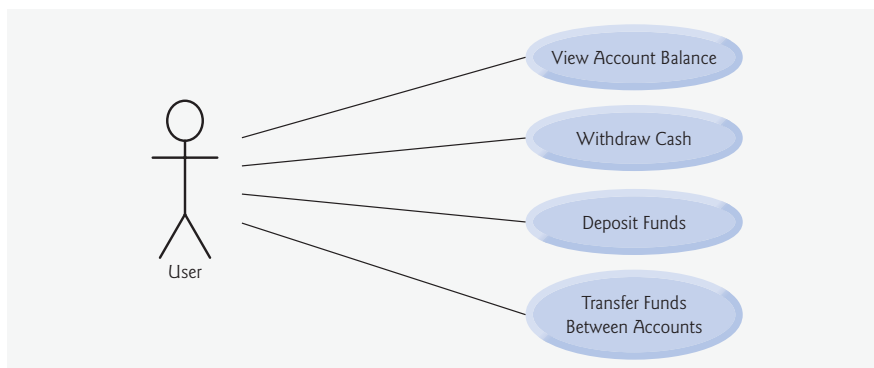 View Account Balance
Withdraw Cash
Deposit Funds
User
Transfer Funds
Between Accounts